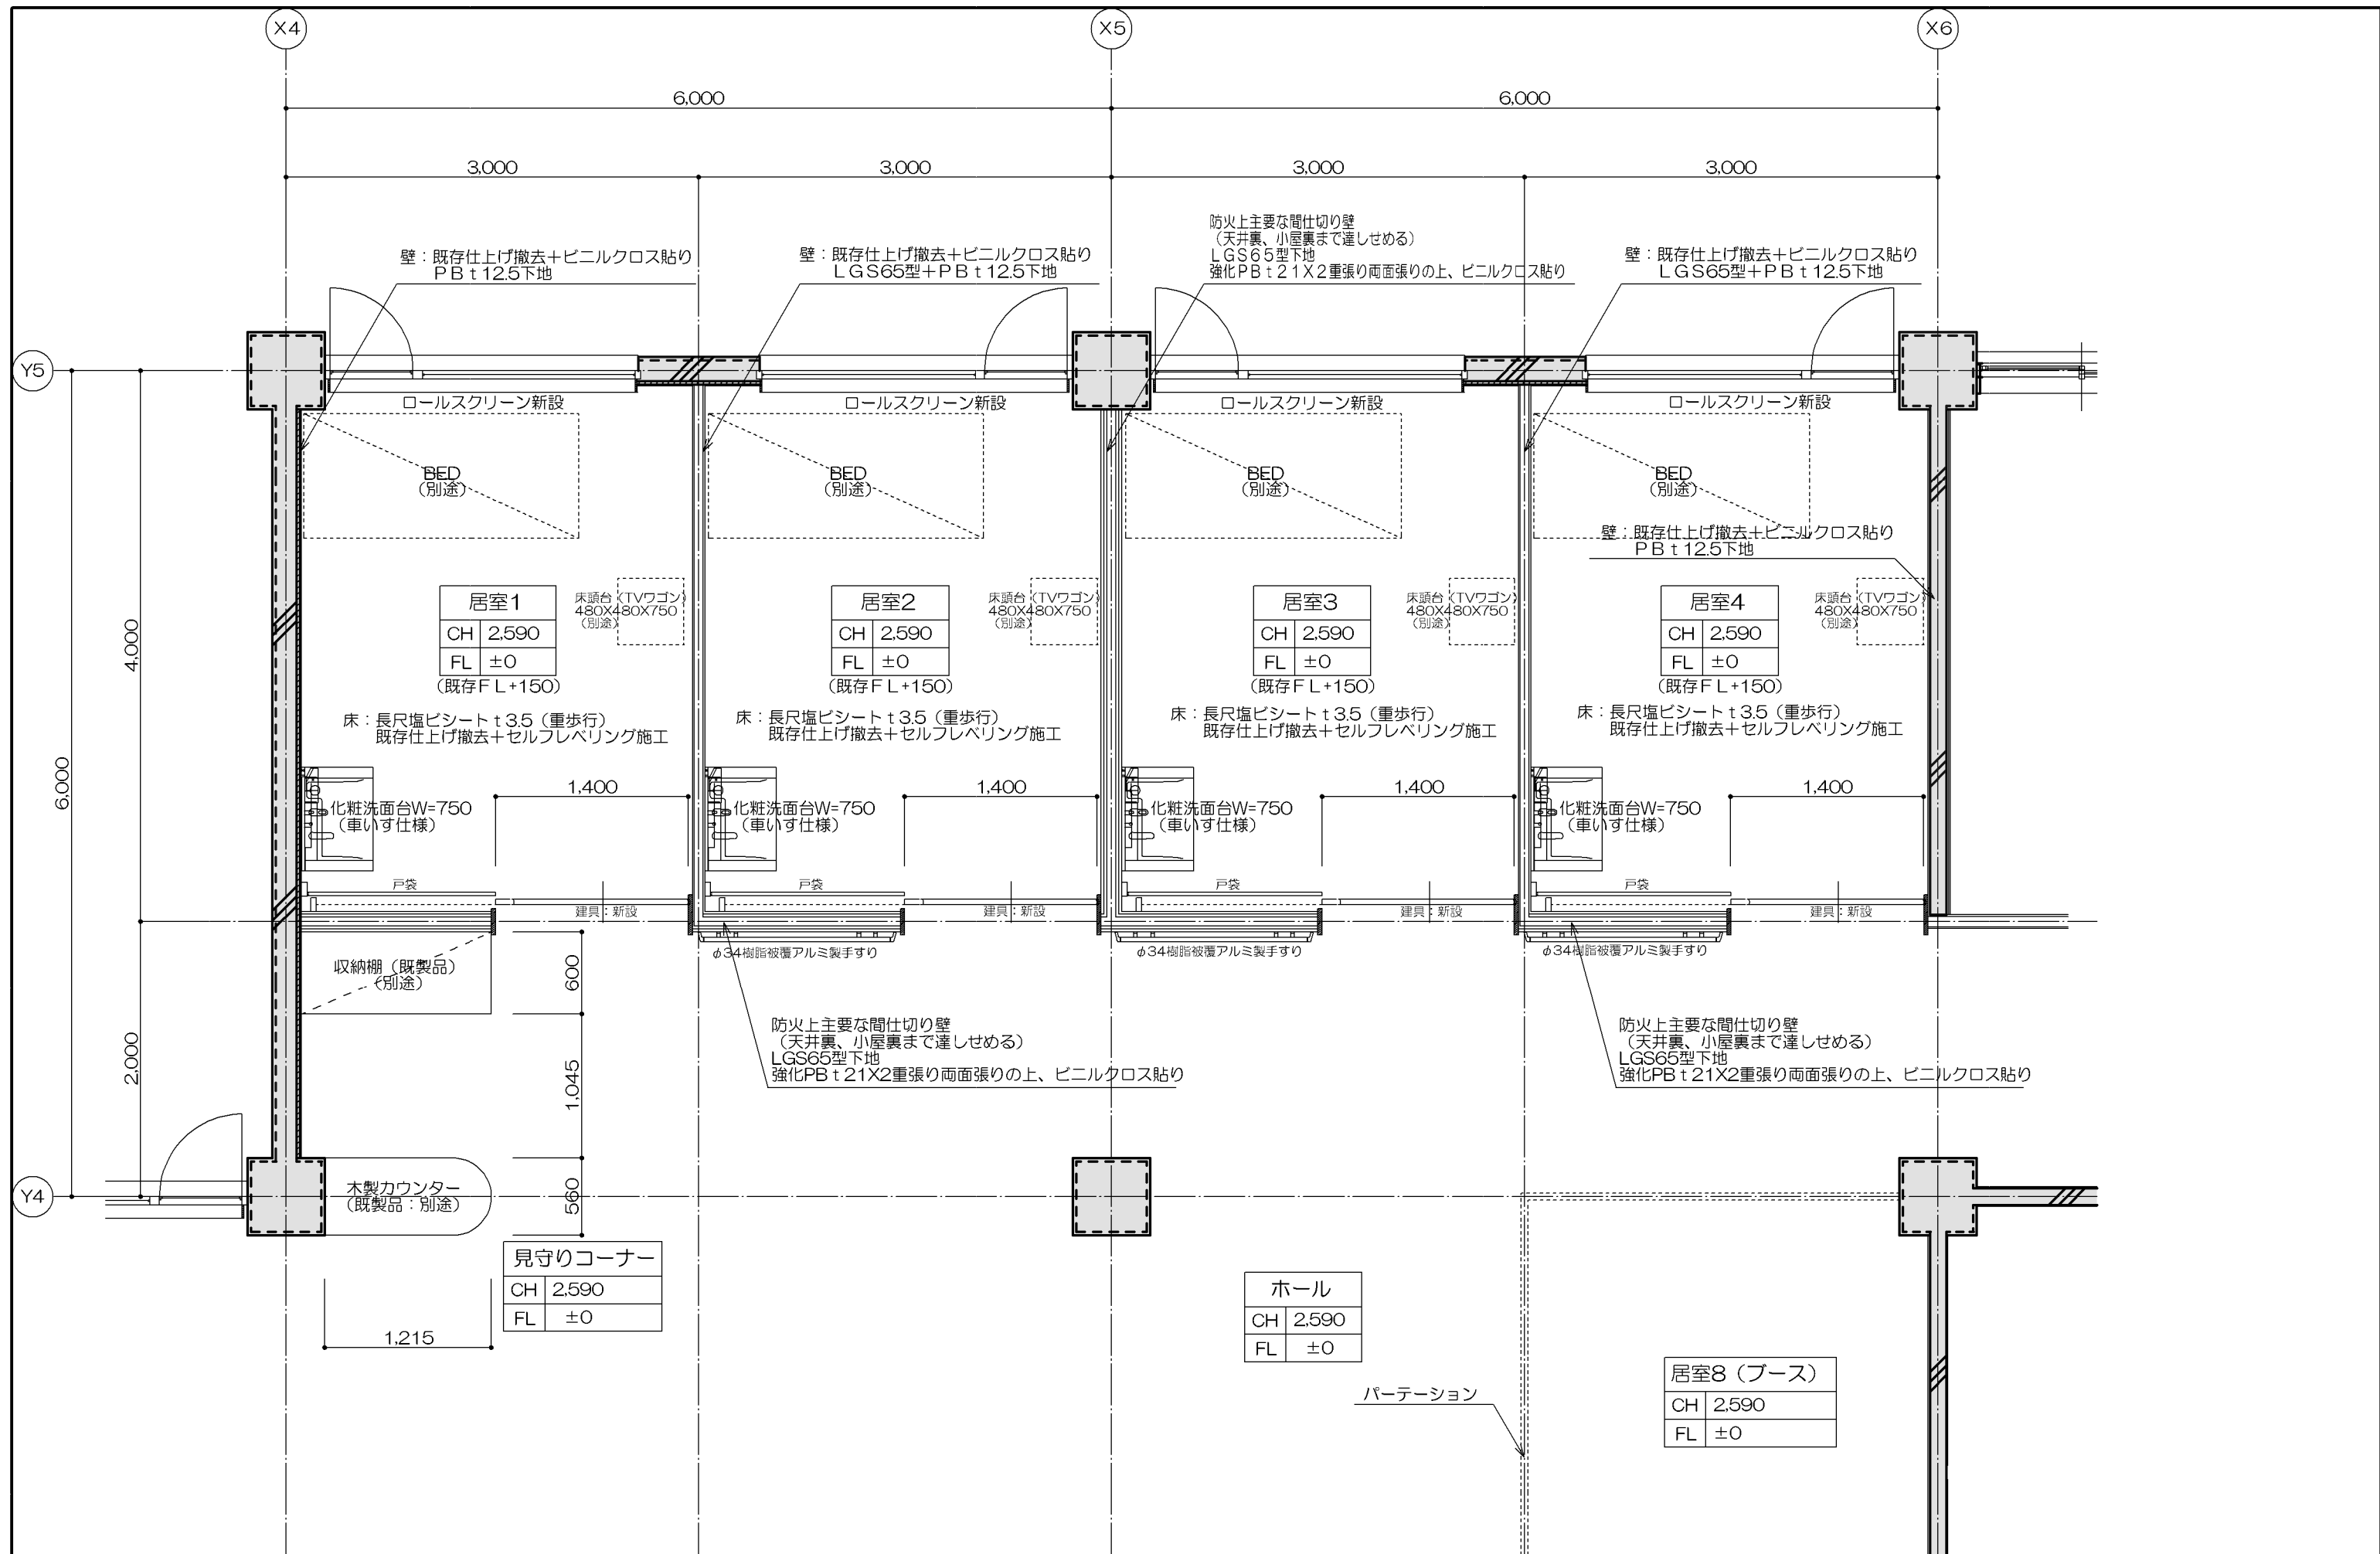 X4
X5
X6
6,000
6,000
3,000
3,000
3,000
3,000
壁：既存仕上げ撤去+ビニルクロス貼り
PBｔ12.5下地
壁：既存仕上げ撤去+ビニルクロス貼り
LGS65型+PBｔ12.5下地
防火上主要な間仕切り壁
（天井裏、小屋裏まで達しせめる）
LGS65型下地
強化PBｔ21X2重張り両面張りの上、ビニルクロス貼り
壁：既存仕上げ撤去+ビニルクロス貼り
LGS65型+PBｔ12.5下地
Y5
ロールスクリーン新設
ロールスクリーン新設
ロールスクリーン新設
ロールスクリーン新設
BED
（別途）
BED
（別途）
BED
（別途）
BED
（別途）
壁：既存仕上げ撤去+ビニルクロス貼り
PBｔ12.5下地
居室1
CH 2,590
FL ±0
（既存FL+150）
床頭台（TVワゴン）
480X480X750
（別途）
居室2
CH 2,590
FL ±0
（既存FL+150）
床頭台（TVワゴン）
480X480X750
（別途）
居室3
CH 2,590
FL ±0
（既存FL+150）
床頭台（TVワゴン）
480X480X750
（別途）
居室4
CH 2,590
FL ±0
（既存FL+150）
床頭台（TVワゴン）
480X480X750
（別途）
4,000
6,000
2,000
床：長尺塩ビシートｔ3.5（重歩行）
既存仕上げ撤去+セルフレベリング施工
床：長尺塩ビシートｔ3.5（重歩行）
既存仕上げ撤去+セルフレベリング施工
床：長尺塩ビシートｔ3.5（重歩行）
既存仕上げ撤去+セルフレベリング施工
床：長尺塩ビシートｔ3.5（重歩行）
既存仕上げ撤去+セルフレベリング施工
1,400
1,400
1,400
1,400
化粧洗面台W=750
（車いす仕様）
化粧洗面台W=750
（車いす仕様）
化粧洗面台W=750
（車いす仕様）
化粧洗面台W=750
（車いす仕様）
戸袋
戸袋
戸袋
戸袋
建具：新設
建具：新設
建具：新設
建具：新設
φ34樹脂被覆アルミ製手すり
φ34樹脂被覆アルミ製手すり
φ34樹脂被覆アルミ製手すり
収納棚（既製品）
（別途）
600
1,045
560
防火上主要な間仕切り壁
（天井裏、小屋裏まで達しせめる）
LGS65型下地
強化PBｔ21X2重張り両面張りの上、ビニルクロス貼り
防火上主要な間仕切り壁
（天井裏、小屋裏まで達しせめる）
LGS65型下地
強化PBｔ21X2重張り両面張りの上、ビニルクロス貼り
Y4
木製カウンター
（既製品：別途）
見守りコーナー
CH 2,590
FL ±0
1,215
ホール
CH 2,590
FL ±0
パーテーション
居室8（ブース）
CH 2,590
FL ±0